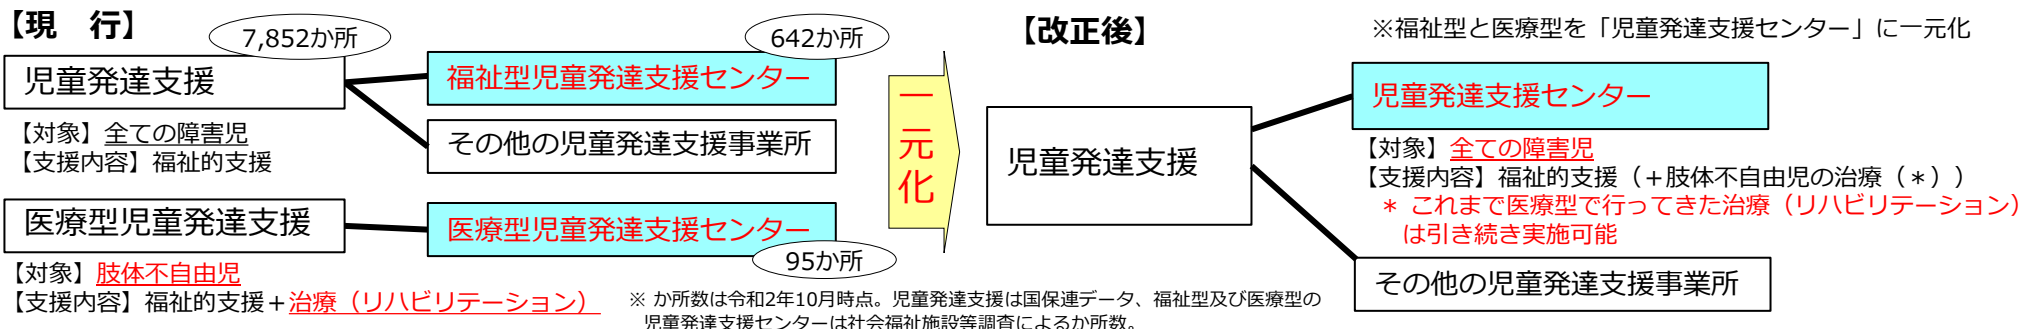 【現　行】
7,852か所
642か所
児童発達支援
福祉型児童発達支援センター
【対象】全ての障害児
【支援内容】福祉的支援
その他の児童発達支援事業所
医療型児童発達支援
医療型児童発達支援センター
95か所
【対象】肢体不自由児
【支援内容】福祉的支援＋治療（リハビリテーション）
※ か所数は令和2年10月時点。児童発達支援は国保連データ、福祉型及び医療型の
児童発達支援センターは社会福祉施設等調査によるか所数。
一元化
【改正後】
※福祉型と医療型を「児童発達支援センター」に一元化
児童発達支援
児童発達支援センター
【対象】全ての障害児
【支援内容】福祉的支援（＋肢体不自由児の治療（＊））
＊ これまで医療型で行ってきた治療（リハビリテーション）
は引き続き実施可能
その他の児童発達支援事業所